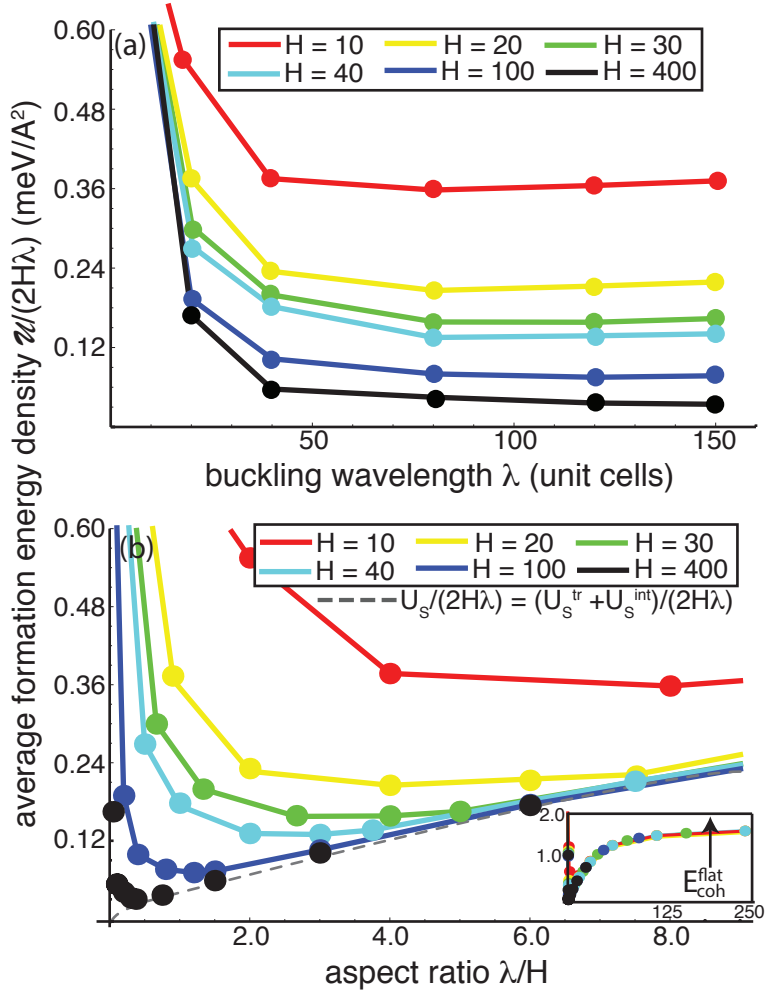 average formation energy density 𝒰/(2Hλ) (meV/A²)
(a)
H = 10 H = 20 H = 30
H = 40 H = 100 H = 400
0.60
0.48
0.36
0.24
0.12
50 100 150
buckling wavelength λ (unit cells)
(b)
H = 10 H = 20 H = 30
H = 40 H = 100 H = 400
U_S/(2Hλ) = (U_S^tr +U_S^int)/(2Hλ)
0.60
0.48
0.36
0.24
0.12
2.0
1.0
E_coh^flat
125 250
2.0 4.0 6.0 8.0
aspect ratio λ/H